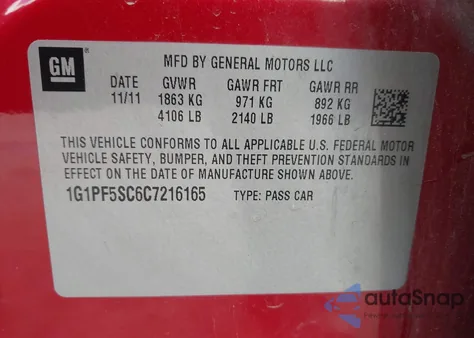 GM
MFD BY GENERAL MOTORS LLC
DATE GVWR GAWR FRT GAWR RR
11/11 1863 KG 971 KG 892 KG
4106 LB 2140 LB 1966 LB
THIS VEHICLE CONFORMS TO ALL APPLICABLE U.S. FEDERAL MOTOR
VEHICLE SAFETY, BUMPER, AND THEFT PREVENTION STANDARDS IN
EFFECT ON THE DATE OF MANUFACTURE SHOWN ABOVE.
1G1PF5SC6C7216165 TYPE: PASS CAR
autoSnap